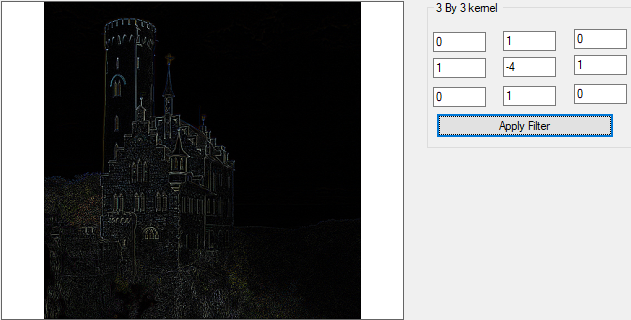 3 By 3 kernel
0 1 0
1 -4 1
0 1 0
Apply Filter